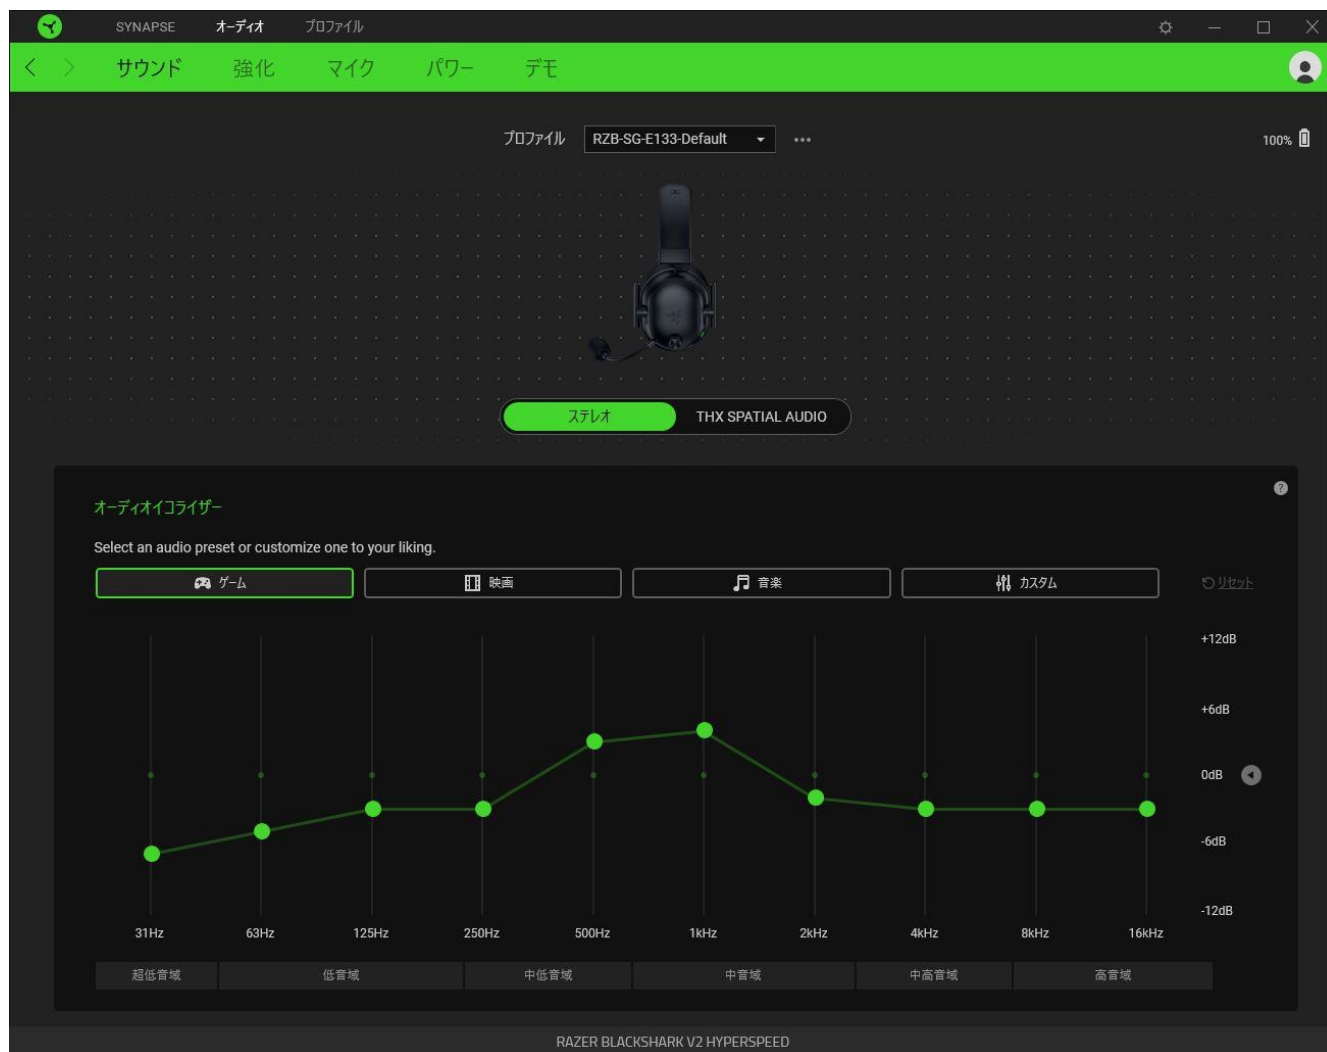 SYNAPSE オーディオ プロファイル
サウンド 強化 マイク パワー デモ
プロファイル RZB-SG-E133-Default 100%
ステレオ THX SPATIAL AUDIO
オーディオイコライザー
Select an audio preset or customize one to your liking.
ゲーム 映画 音楽 カスタム リセット
+12dB
+6dB
0dB
-6dB
-12dB
31Hz 63Hz 125Hz 250Hz 500Hz 1kHz 2kHz 4kHz 8kHz 16kHz
超低音域 低音域 中低音域 中音域 中高音域 高音域
RAZER BLACKSHARK V2 HYPERSPEED